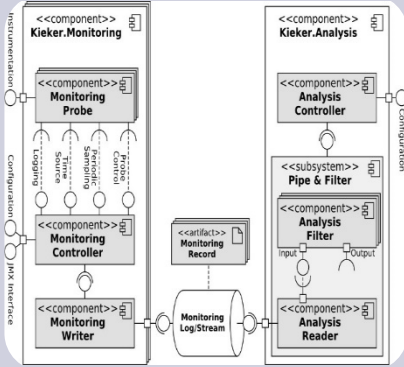 <<component>>
Kieker.Monitoring
Instrumentation
<<component>>
Monitoring
Probe
Logging
Time
Source
Periodic
Sampling
Probe
Control
Configuration
JMX Interface
<<component>>
Monitoring
Controller
<<component>>
Monitoring
Writer
<<artifact>>
Monitoring
Record
Monitoring
Log/Stream
<<component>>
Kieker.Analysis
<<component>>
Analysis
Controller
Configuration
<<subsystem>>
Pipe & Filter
<<component>>
Analysis
Filter
Input
Output
<<component>>
Analysis
Reader